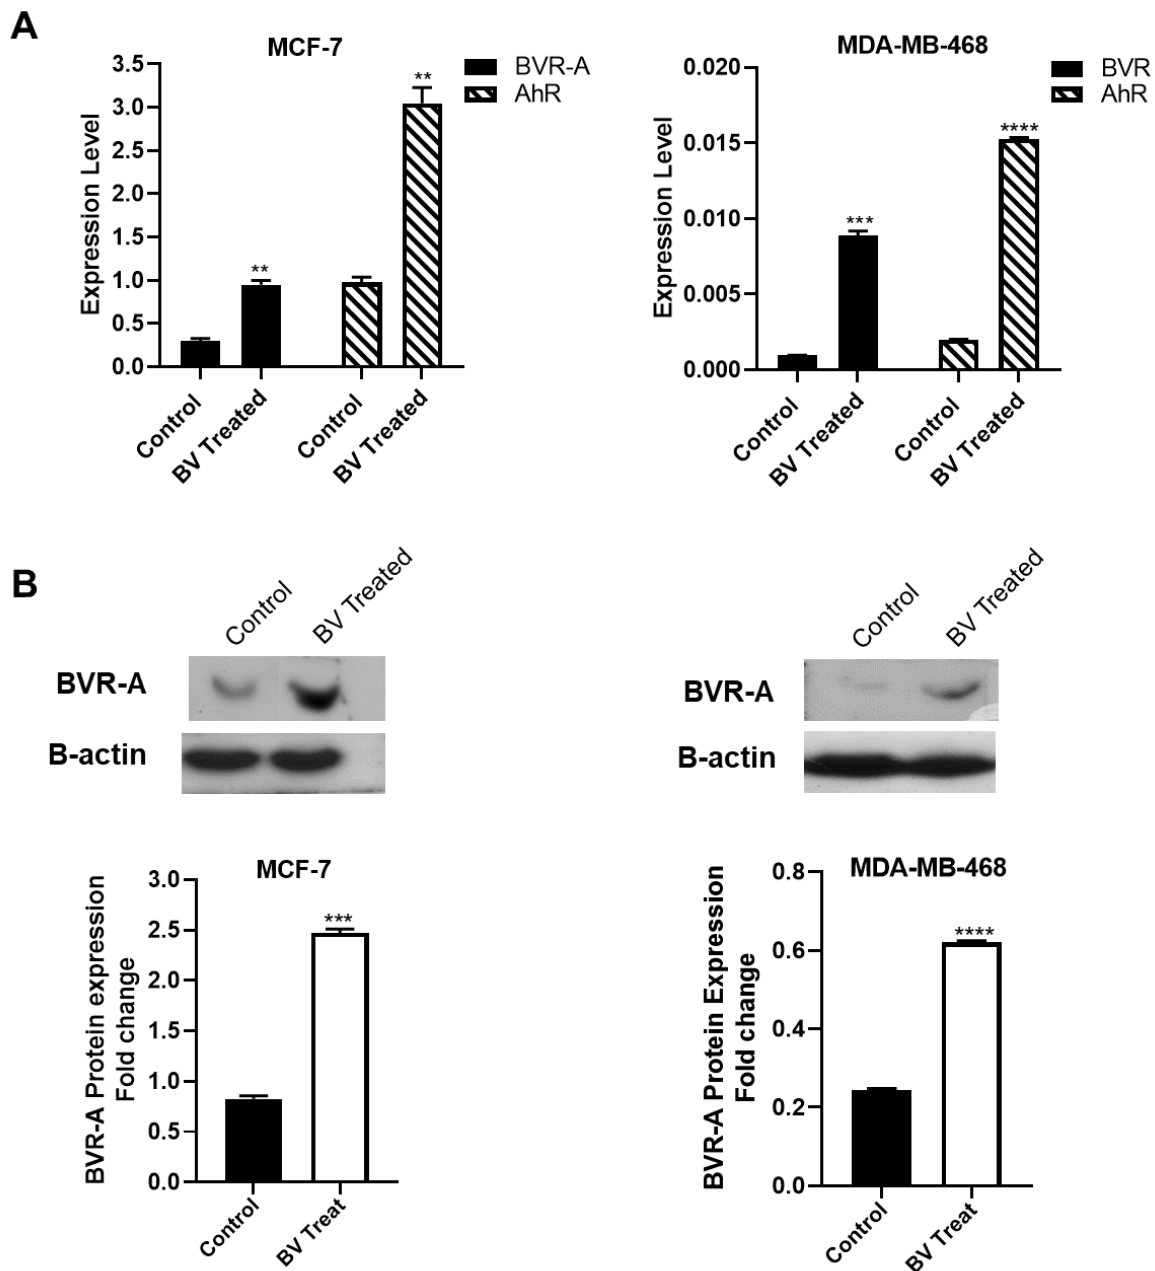 A
MCF-7
Expression Level
3.5
3.0
2.5
2.0
1.5
1.0
0.5
0.0
**
**
BVR-A
AhR
Control
BV Treated
Control
BV Treated
MDA-MB-468
Expression Level
0.020
0.015
0.010
0.005
0.000
***
****
BVR
AhR
Control
BV Treated
Control
BV Treated
B
Control
BV Treated
BVR-A
B-actin
Control
BV Treated
BVR-A
B-actin
MCF-7
BVR-A Protein expression
Fold change
3.0
2.5
2.0
1.5
1.0
0.5
0.0
***
Control
BV Treat
MDA-MB-468
BVR-A Protein Expression
Fold change
0.8
0.6
0.4
0.2
0.0
****
Control
BV Treat